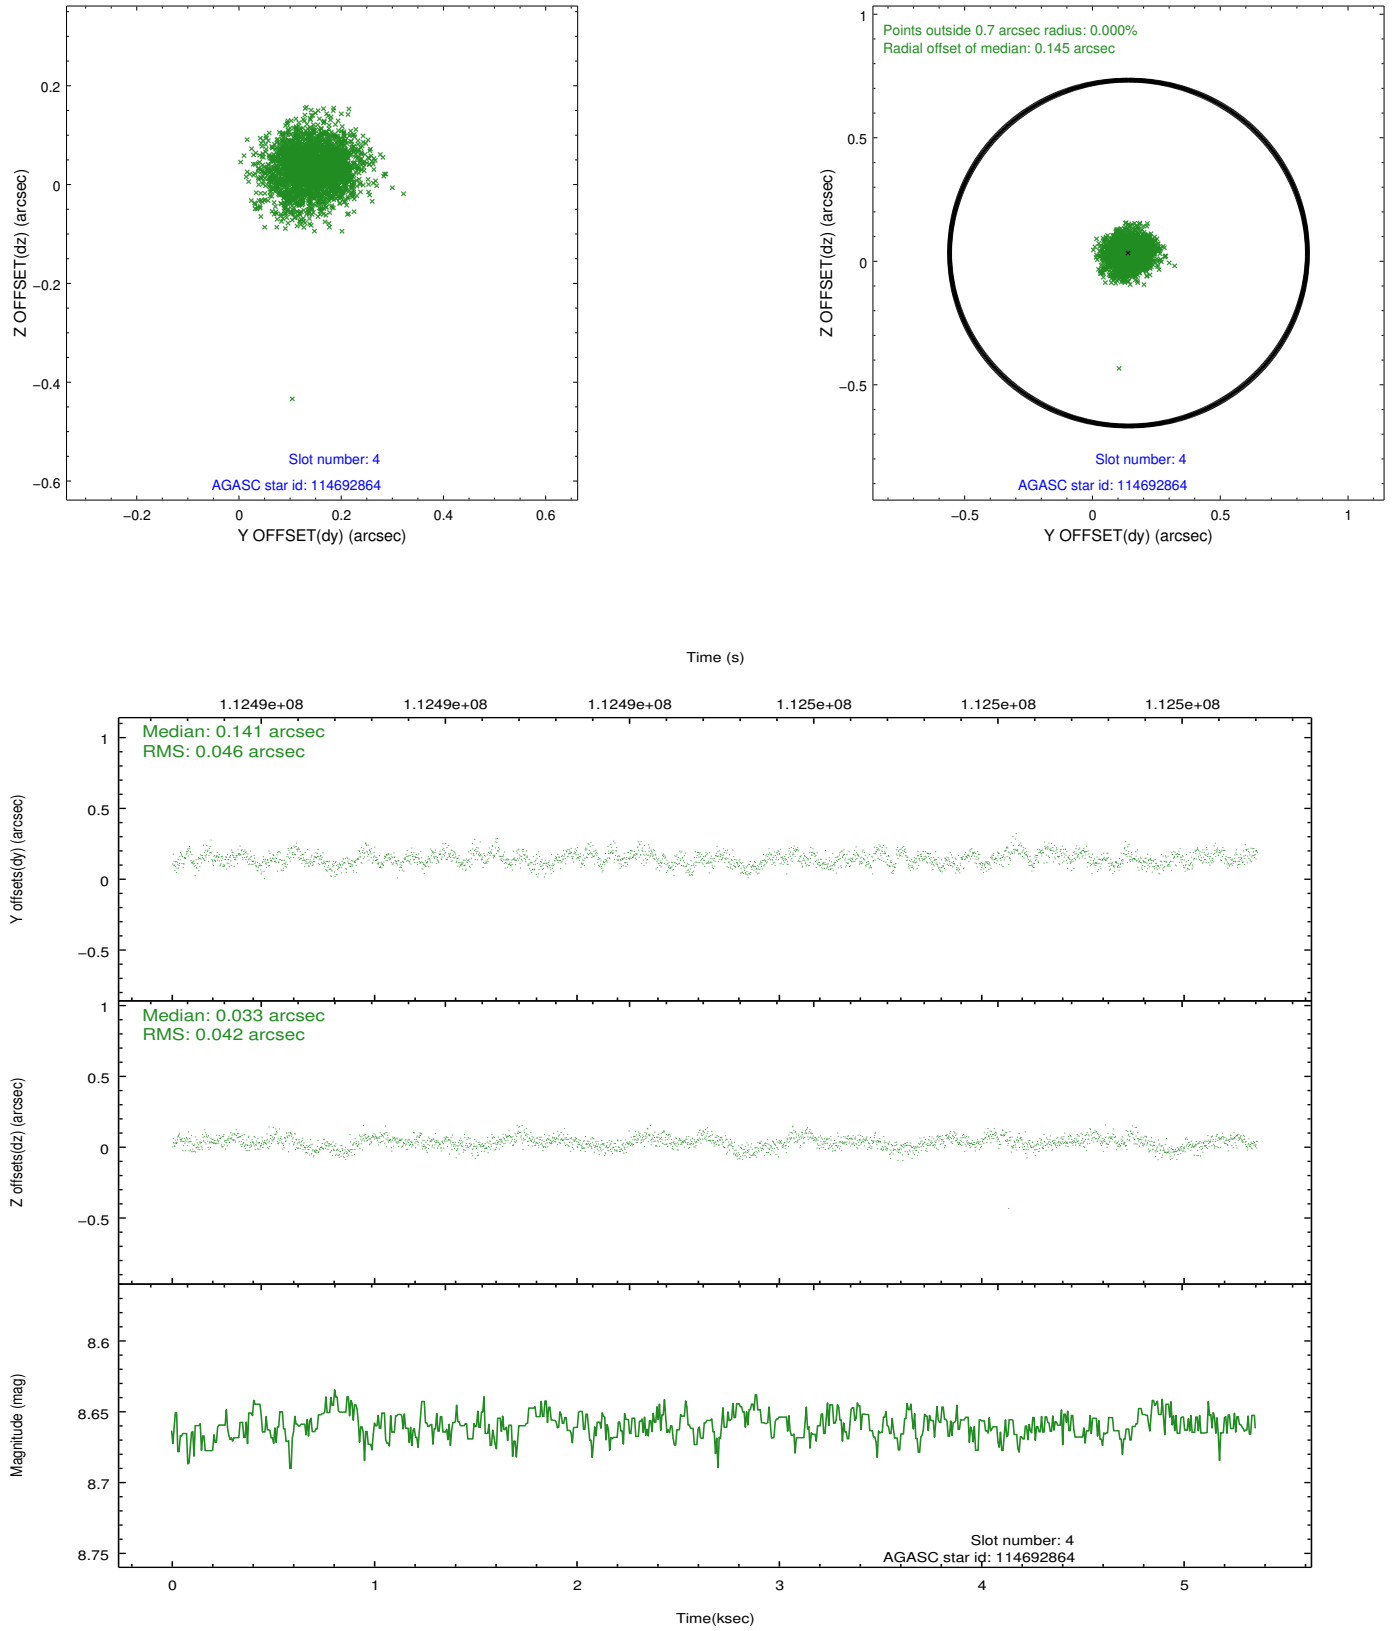 0.2
0
−0.2
−0.4
−0.6
Z OFFSET(dz) (arcsec)
Slot number: 4
AGASC star id: 114692864
−0.2 0 0.2 0.4 0.6
Y OFFSET(dy) (arcsec)
Points outside 0.7 arcsec radius: 0.000%
Radial offset of median: 0.145 arcsec
1
0.5
0
−0.5
Z OFFSET(dz) (arcsec)
Slot number: 4
AGASC star id: 114692864
−0.5 0 0.5 1
Y OFFSET(dy) (arcsec)
Time (s)
1.1249e+08 1.1249e+08 1.1249e+08 1.125e+08 1.125e+08 1.125e+08
Median: 0.141 arcsec
RMS: 0.046 arcsec
1
0.5
0
−0.5
Y offsets(dy) (arcsec)
Median: 0.033 arcsec
RMS: 0.042 arcsec
1
0.5
0
−0.5
Z offsets(dz) (arcsec)
8.6
8.65
8.7
8.75
Magnitude (mag)
Slot number: 4
AGASC star id: 114692864
0 1 2 3 4 5
Time(ksec)